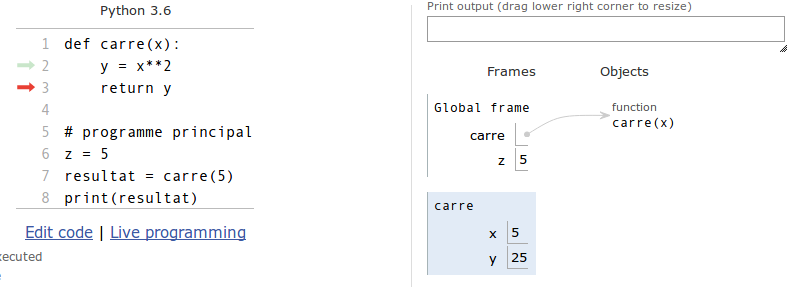 Python 3.6
1 def carre(x):
2     y = x**2
3     return y
4
5 # programme principal
6 z = 5
7 resultat = carre(5)
8 print(resultat)
Edit code | Live programming
Print output (drag lower right corner to resize)
Frames Objects
Global frame
carre
z 5
function
carre(x)
carre
x 5
y 25